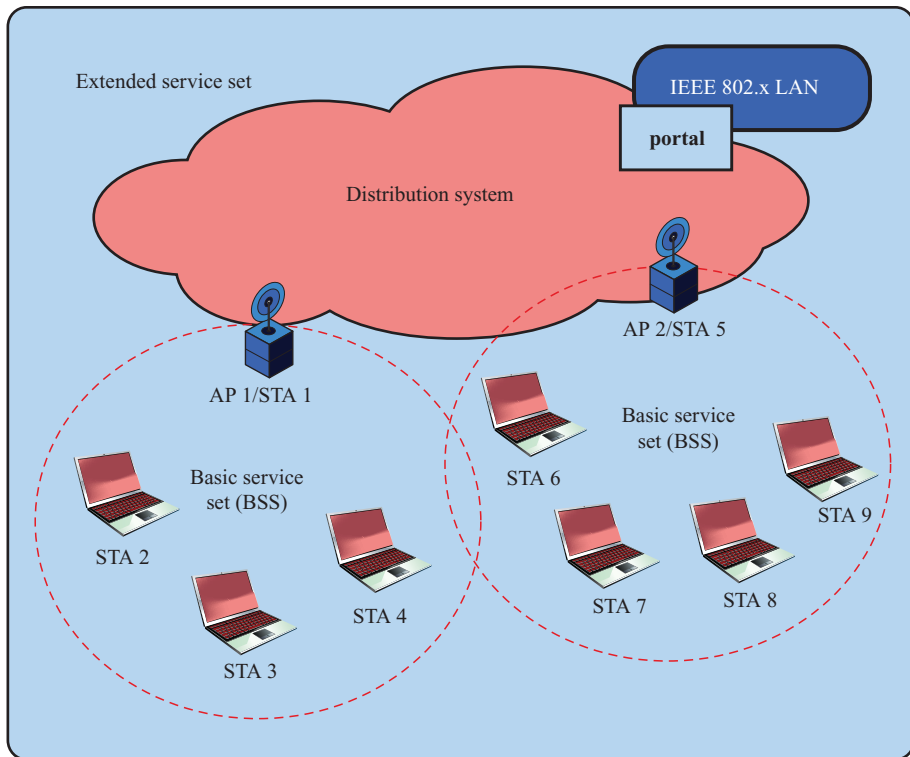 Extended service set
IEEE 802.x LAN
portal
Distribution system
AP 2/STA 5
AP 1/STA 1
Basic service
set (BSS)
STA 6
Basic service
set (BSS)
STA 9
STA 2
STA 7
STA 8
STA 4
STA 3